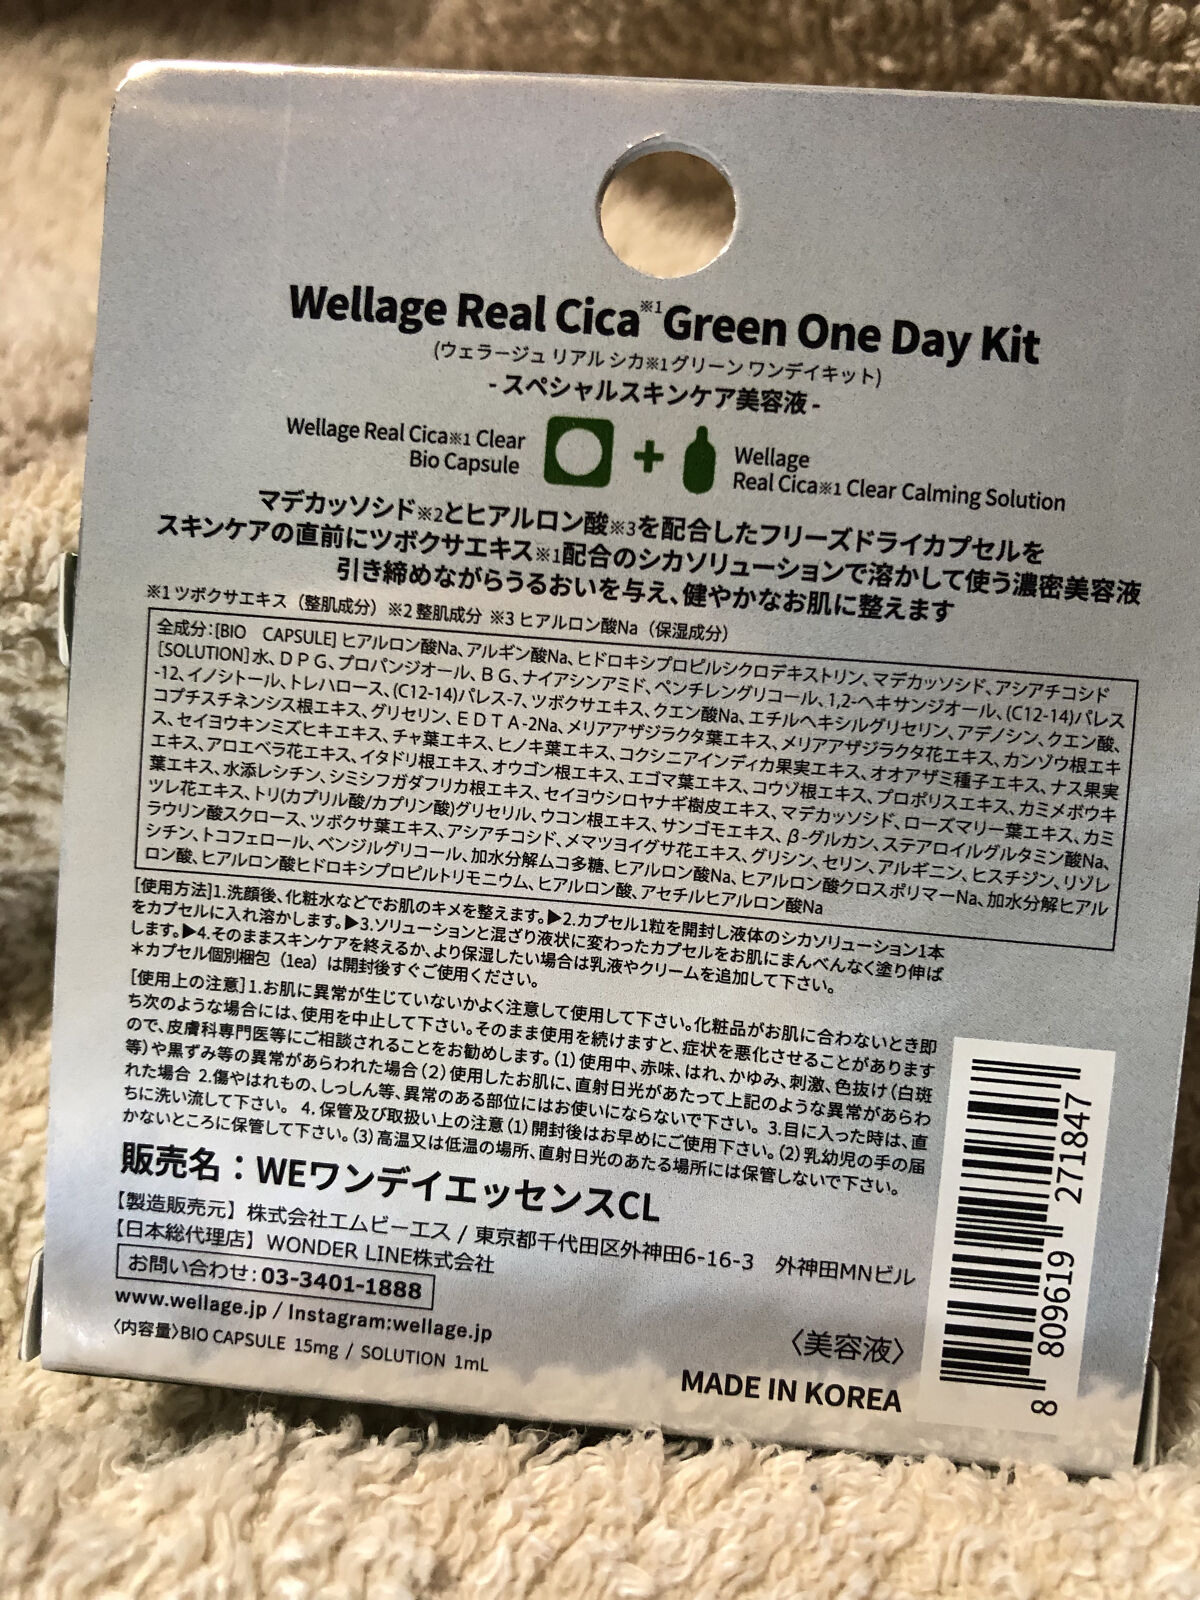 Wellage Real Cica※1Green One Day Kit
(ウェラージュ リアル シカ※1グリーン ワンデイキット)
- スペシャルスキンケア美容液 -
Wellage Real Cica※1 Clear
Bio Capsule
+
Wellage
Real Cica※1 Clear Calming Solution
マデカッソシド※2とヒアルロン酸※3を配合したフリーズドライカプセルを
スキンケアの直前にツボクサエキス※1配合のシカソリューションで溶かして使う濃密美容液
引き締めながらうるおいを与え、健やかなお肌に整えます
※1 ツボクサエキス（整肌成分）※2 整肌成分 ※3 ヒアルロン酸Na（保湿成分）
全成分：[BIO CAPSULE] ヒアルロン酸Na、アルギン酸Na、ヒドロキシプロピルシクロデキストリン、マデカッソシド、アシアチコシド
[SOLUTION]水、ＤＰＧ、プロパンジオール、ＢＧ、ナイアシンアミド、ペンチレングリコール、1,2-ヘキサンジオール、(C12-14)パレス
-12、イノシトール、トレハロース、(C12-14)パレス-7、ツボクサエキス、クエン酸Na、エチルヘキシルグリセリン、アデノシン、クエン酸、
コプチスチネンシス根エキス、グリセリン、ＥＤＴＡ-2Na、メリアアザジラクタ葉エキス、メリアアザジラクタ花エキス、カンゾウ根エキ
ス、セイヨウキンミズヒキエキス、チャ葉エキス、ヒノキ葉エキス、コクシニアインディカ果実エキス、オオアザミ種子エキス、ナス果実
エキス、アロエベラ花エキス、イタドリ根エキス、オウゴン根エキス、エゴマ葉エキス、コウゾ根エキス、プロポリスエキス、カミメボウキ
葉エキス、水添レシチン、シミシフガダフリカ根エキス、セイヨウシロヤナギ樹皮エキス、マデカッソシド、ローズマリー葉エキス、カミ
ツレ花エキス、トリ(カプリル酸/カプリン酸)グリセリル、ウコン根エキス、サンゴモエキス、β-グルカン、ステアロイルグルタミン酸Na、
ラウリン酸スクロース、ツボクサ葉エキス、アシアチコシド、メマツヨイグサ花エキス、グリシン、セリン、アルギニン、ヒスチジン、リゾレ
シチン、トコフェロール、ベンジルグリコール、加水分解ムコ多糖、ヒアルロン酸Na、ヒアルロン酸クロスポリマーNa、加水分解ヒアル
ロン酸、ヒアルロン酸ヒドロキシプロピルトリモニウム、ヒアルロン酸、アセチルヒアルロン酸Na
[使用方法]1.洗顔後、化粧水などでお肌のキメを整えます。▶2.カプセル1粒を開封し液体のシカソリューション1本
をカプセルに入れ溶かします。▶3.ソリューションと混ざり液状に変わったカプセルをお肌にまんべんなく塗り伸ば
します。▶4.そのままスキンケアを終えるか、より保湿したい場合は乳液やクリームを追加して下さい。
＊カプセル個別梱包（1ea）は開封後すぐご使用ください。
[使用上の注意]1.お肌に異常が生じていないかよく注意して使用して下さい。化粧品がお肌に合わないとき即
ち次のような場合には、使用を中止して下さい。そのまま使用を続けますと、症状を悪化させることがあります
ので、皮膚科専門医等にご相談されることをお勧めします。(1)使用中、赤味、はれ、かゆみ、刺激、色抜け(白斑
等)や黒ずみ等の異常があらわれた場合(2)使用したお肌に、直射日光があたって上記のような異常があらわ
れた場合 2.傷やはれもの、しっしん等、異常のある部位にはお使いにならないで下さい。3.目に入った時は、直
ちに洗い流して下さい。 4.保管及び取扱い上の注意(1)開封後はお早めにご使用下さい。(2)乳幼児の手の届
かないところに保管して下さい。(3)高温又は低温の場所、直射日光のあたる場所には保管しないで下さい。
販売名：WEワンデイエッセンスCL
【製造販売元】株式会社エムビーエス / 東京都千代田区外神田6-16-3 外神田MNビル
【日本総代理店】WONDER LINE株式会社
お問い合わせ：03-3401-1888
www.wellage.jp / Instagram:wellage.jp
〈内容量〉BIO CAPSULE 15mg / SOLUTION 1mL
〈美容液〉
MADE IN KOREA
8 809619 271847